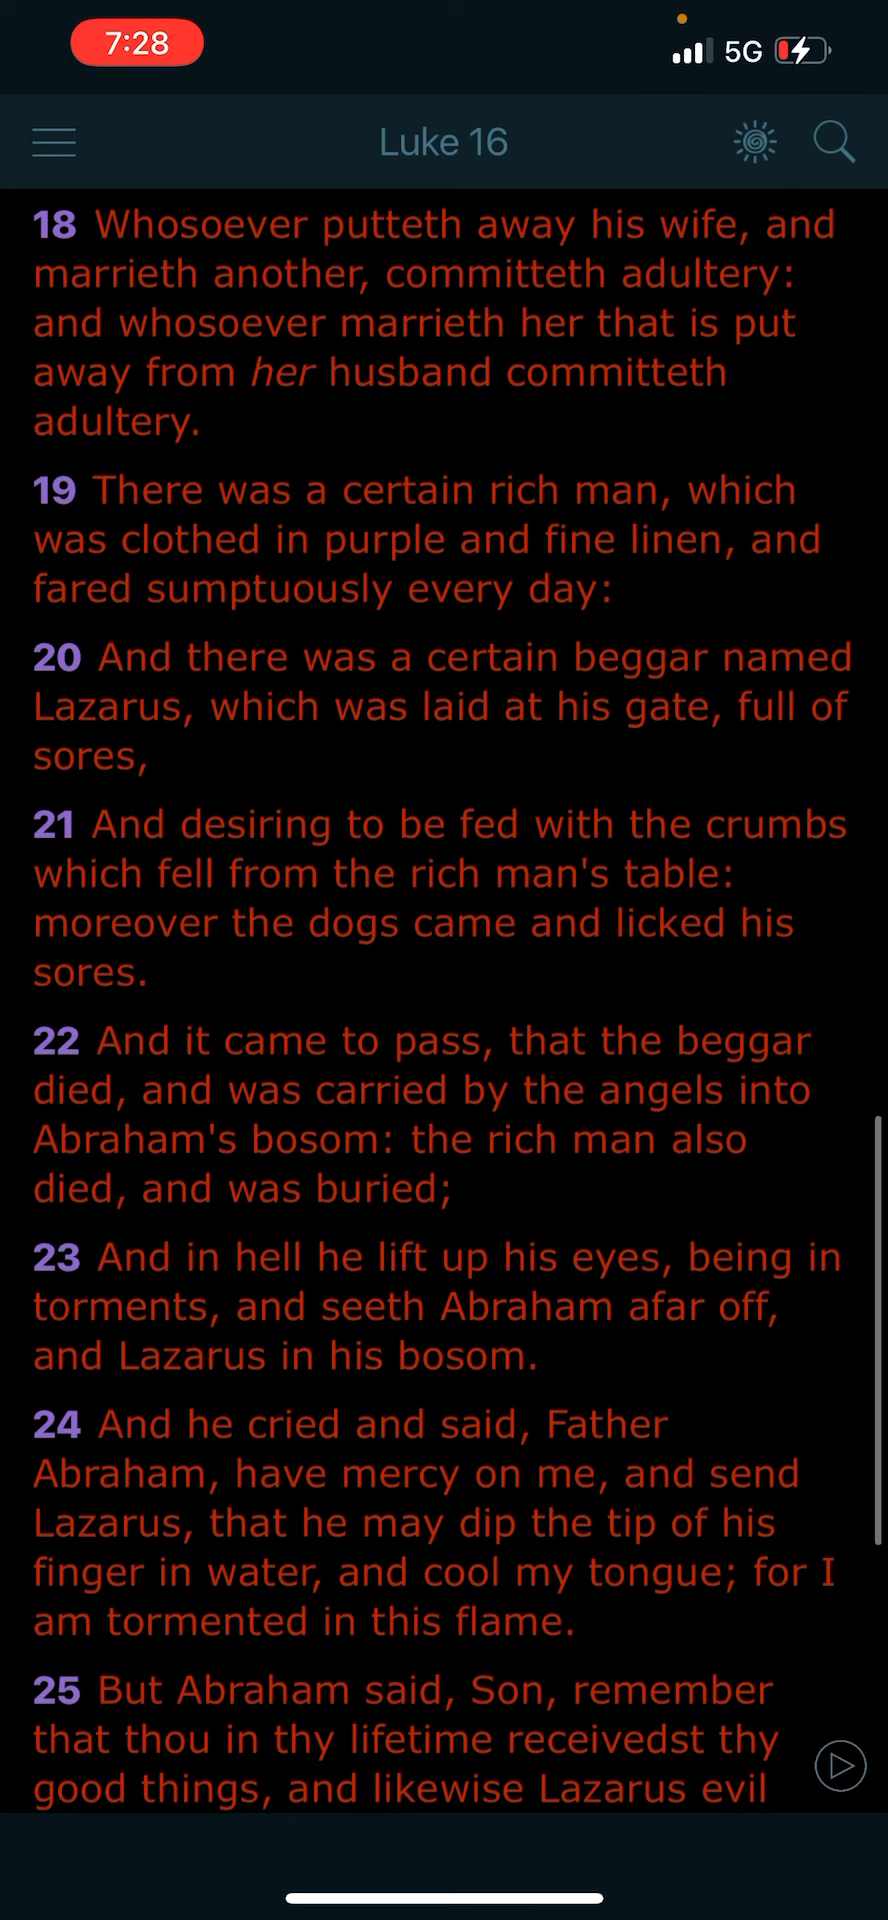 7:28
5G
Luke 16
18 Whosoever putteth away his wife, and
marrieth another, committeth adultery:
and whosoever marrieth her that is put
away from her husband committeth
adultery.
19 There was a certain rich man, which
was clothed in purple and fine linen, and
fared sumptuously every day:
20 And there was a certain beggar named
Lazarus, which was laid at his gate, full of
sores,
21 And desiring to be fed with the crumbs
which fell from the rich man's table:
moreover the dogs came and licked his
sores.
22 And it came to pass, that the beggar
died, and was carried by the angels into
Abraham's bosom: the rich man also
died, and was buried;
23 And in hell he lift up his eyes, being in
torments, and seeth Abraham afar off,
and Lazarus in his bosom.
24 And he cried and said, Father
Abraham, have mercy on me, and send
Lazarus, that he may dip the tip of his
finger in water, and cool my tongue; for I
am tormented in this flame.
25 But Abraham said, Son, remember
that thou in thy lifetime receivedst thy
good things, and likewise Lazarus evil